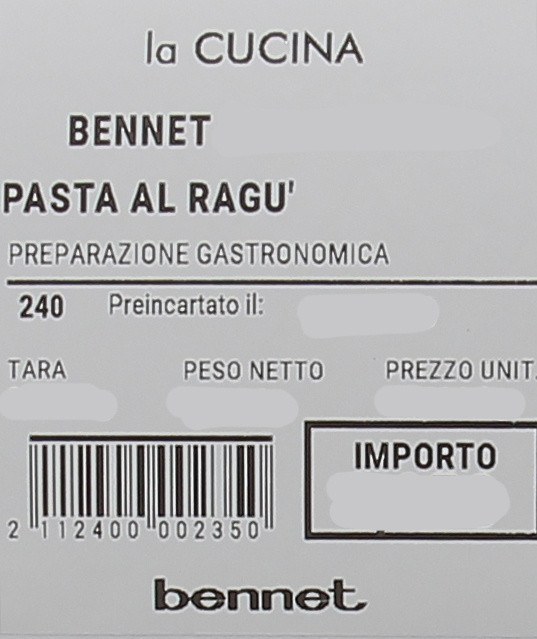 la CUCINA
BENNET
PASTA AL RAGU'
PREPARAZIONE GASTRONOMICA
240 Preincartato il:
TARA PESO NETTO PREZZO UNIT.
IMPORTO
2 112400 002350
bennet